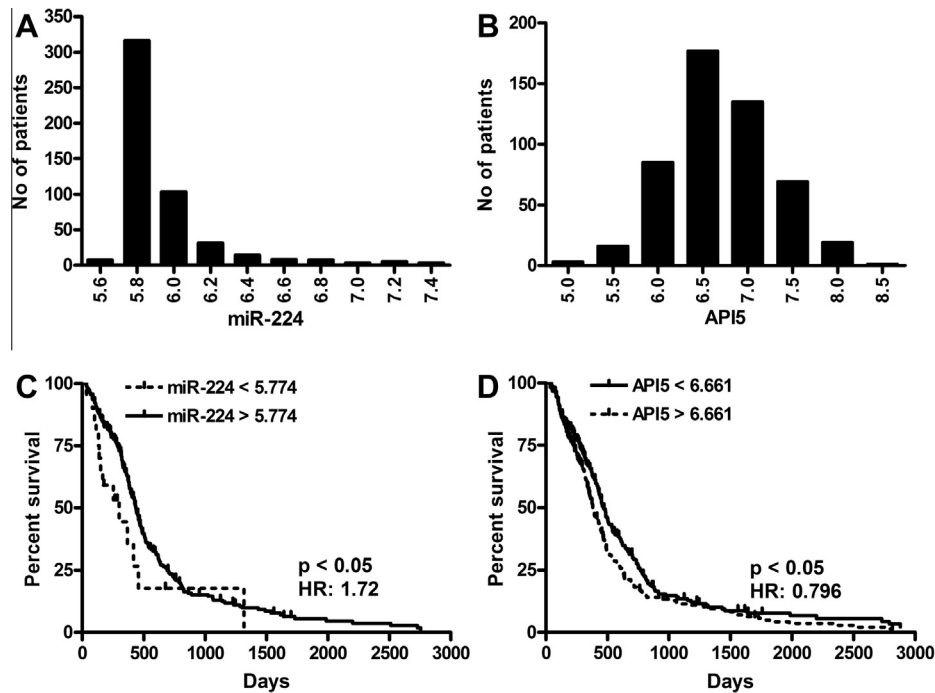 A
No of patients
350
300
250
200
150
100
50
0
5.6 5.8 6.0 6.2 6.4 6.6 6.8 7.0 7.2 7.4
miR-224
B
No of patients
200
150
100
50
0
5.0 5.5 6.0 6.5 7.0 7.5 8.0 8.5
API5
C
Percent survival
100
75
50
25
0
miR-224 < 5.774
miR-224 > 5.774
p < 0.05
HR: 1.72
0 500 1000 1500 2000 2500 3000
Days
D
Percent survival
100
75
50
25
0
API5 < 6.661
API5 > 6.661
p < 0.05
HR: 0.796
0 500 1000 1500 2000 2500 3000
Days